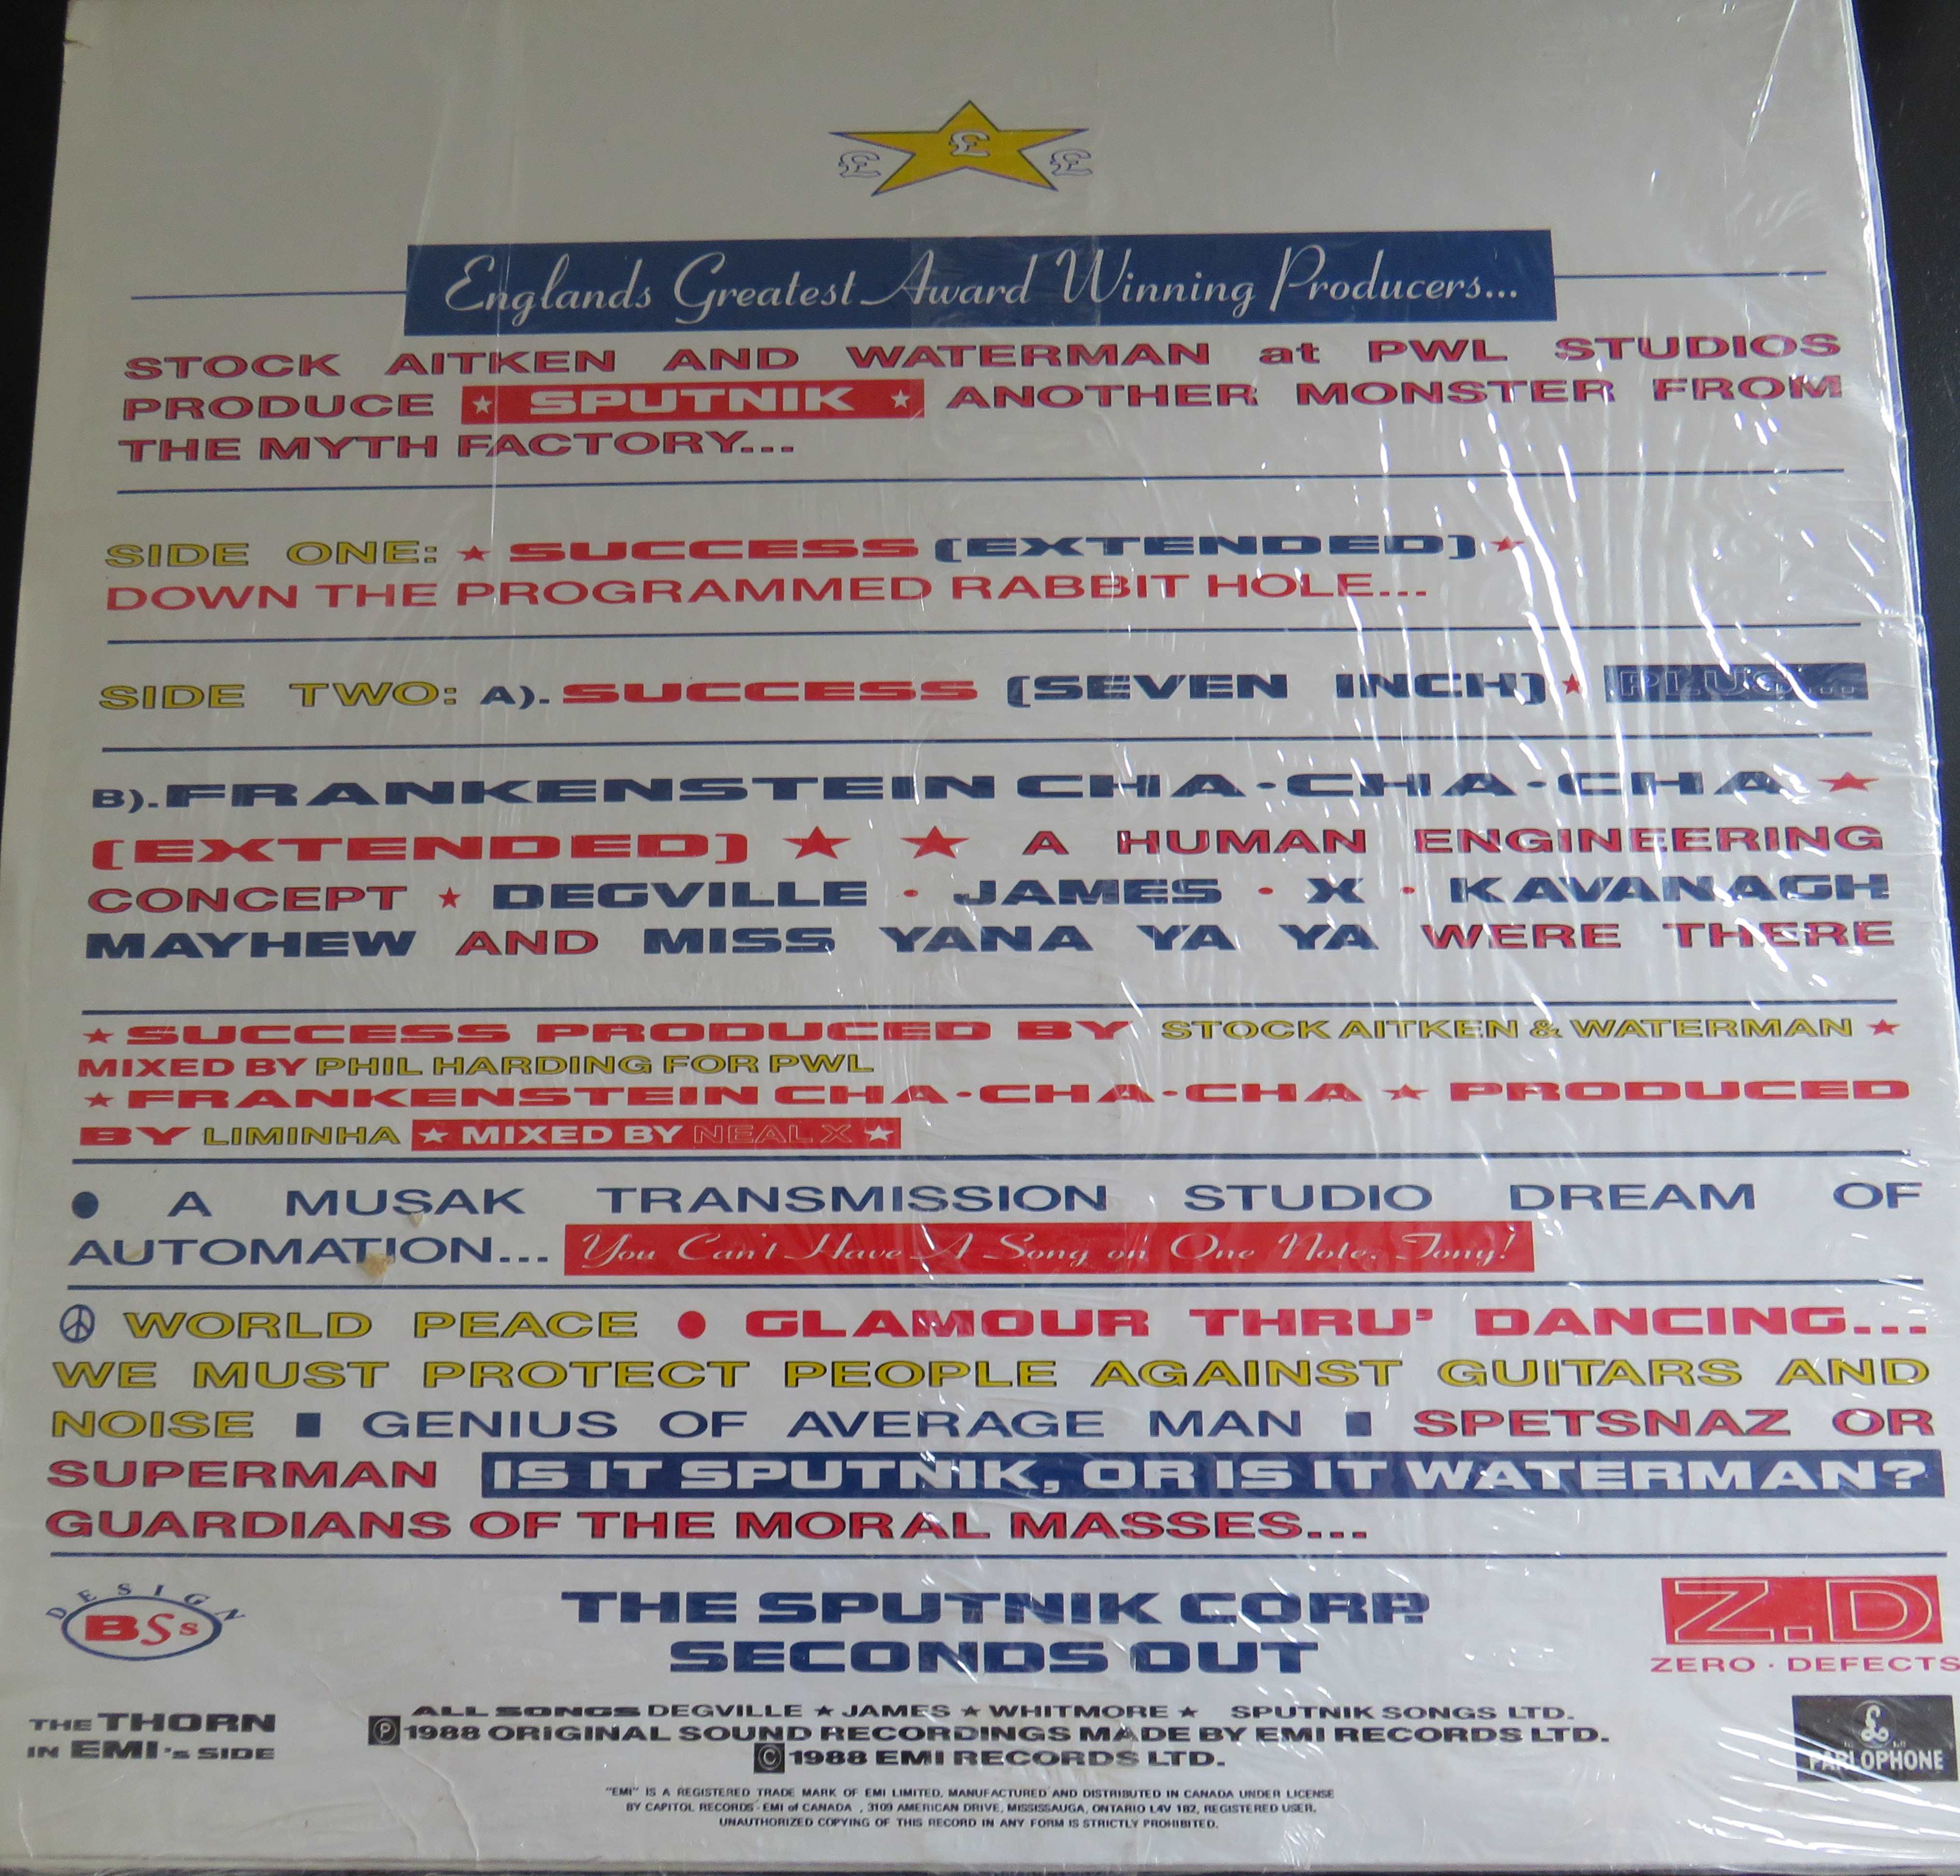 £ £ £
Englands Greatest Award Winning Producers...
STOCK AITKEN AND WATERMAN at PWL STUDIOS
PRODUCE ★ SPUTNIK ★ ANOTHER MONSTER FROM
THE MYTH FACTORY...
SIDE ONE: ★ SUCCESS (EXTENDED) ★
DOWN THE PROGRAMMED RABBIT HOLE...
SIDE TWO: A). SUCCESS (SEVEN INCH) ★ PLUG...
B). FRANKENSTEIN CHA·CHA·CHA ★
(EXTENDED) ★ ★ A HUMAN ENGINEERING
CONCEPT ★ DEGVILLE · JAMES · X · KAVANAGH
MAYHEW AND MISS YANA YA YA WERE THERE
★ SUCCESS PRODUCED BY STOCK AITKEN & WATERMAN ★
MIXED BY PHIL HARDING FOR PWL
★ FRANKENSTEIN CHA·CHA·CHA ★ PRODUCED
BY LIMINHA ★ MIXED BY NEAL X ★
● A MUSAK TRANSMISSION STUDIO DREAM OF
AUTOMATION... You Can't Have A Song on One Note, Tony!
☮ WORLD PEACE ● GLAMOUR THRU' DANCING...
WE MUST PROTECT PEOPLE AGAINST GUITARS AND
NOISE ■ GENIUS OF AVERAGE MAN ■ SPETSNAZ OR
SUPERMAN IS IT SPUTNIK, OR IS IT WATERMAN?
GUARDIANS OF THE MORAL MASSES...
DESIGN
BSs
THE SPUTNIK CORP.
SECONDS OUT
Z.D
ZERO · DEFECTS
THE THORN
IN EMI's SIDE
ALL SONGS DEGVILLE ★ JAMES ★ WHITMORE ★ SPUTNIK SONGS LTD.
℗ 1988 ORIGINAL SOUND RECORDINGS MADE BY EMI RECORDS LTD.
© 1988 EMI RECORDS LTD.
£
PARLOPHONE
"EMI" IS A REGISTERED TRADE MARK OF EMI LIMITED. MANUFACTURED AND DISTRIBUTED IN CANADA UNDER LICENSE
BY CAPITOL RECORDS - EMI of CANADA , 3109 AMERICAN DRIVE, MISSISSAUGA, ONTARIO L4V 1B2, REGISTERED USER.
UNAUTHORIZED COPYING OF THIS RECORD IN ANY FORM IS STRICTLY PROHIBITED.